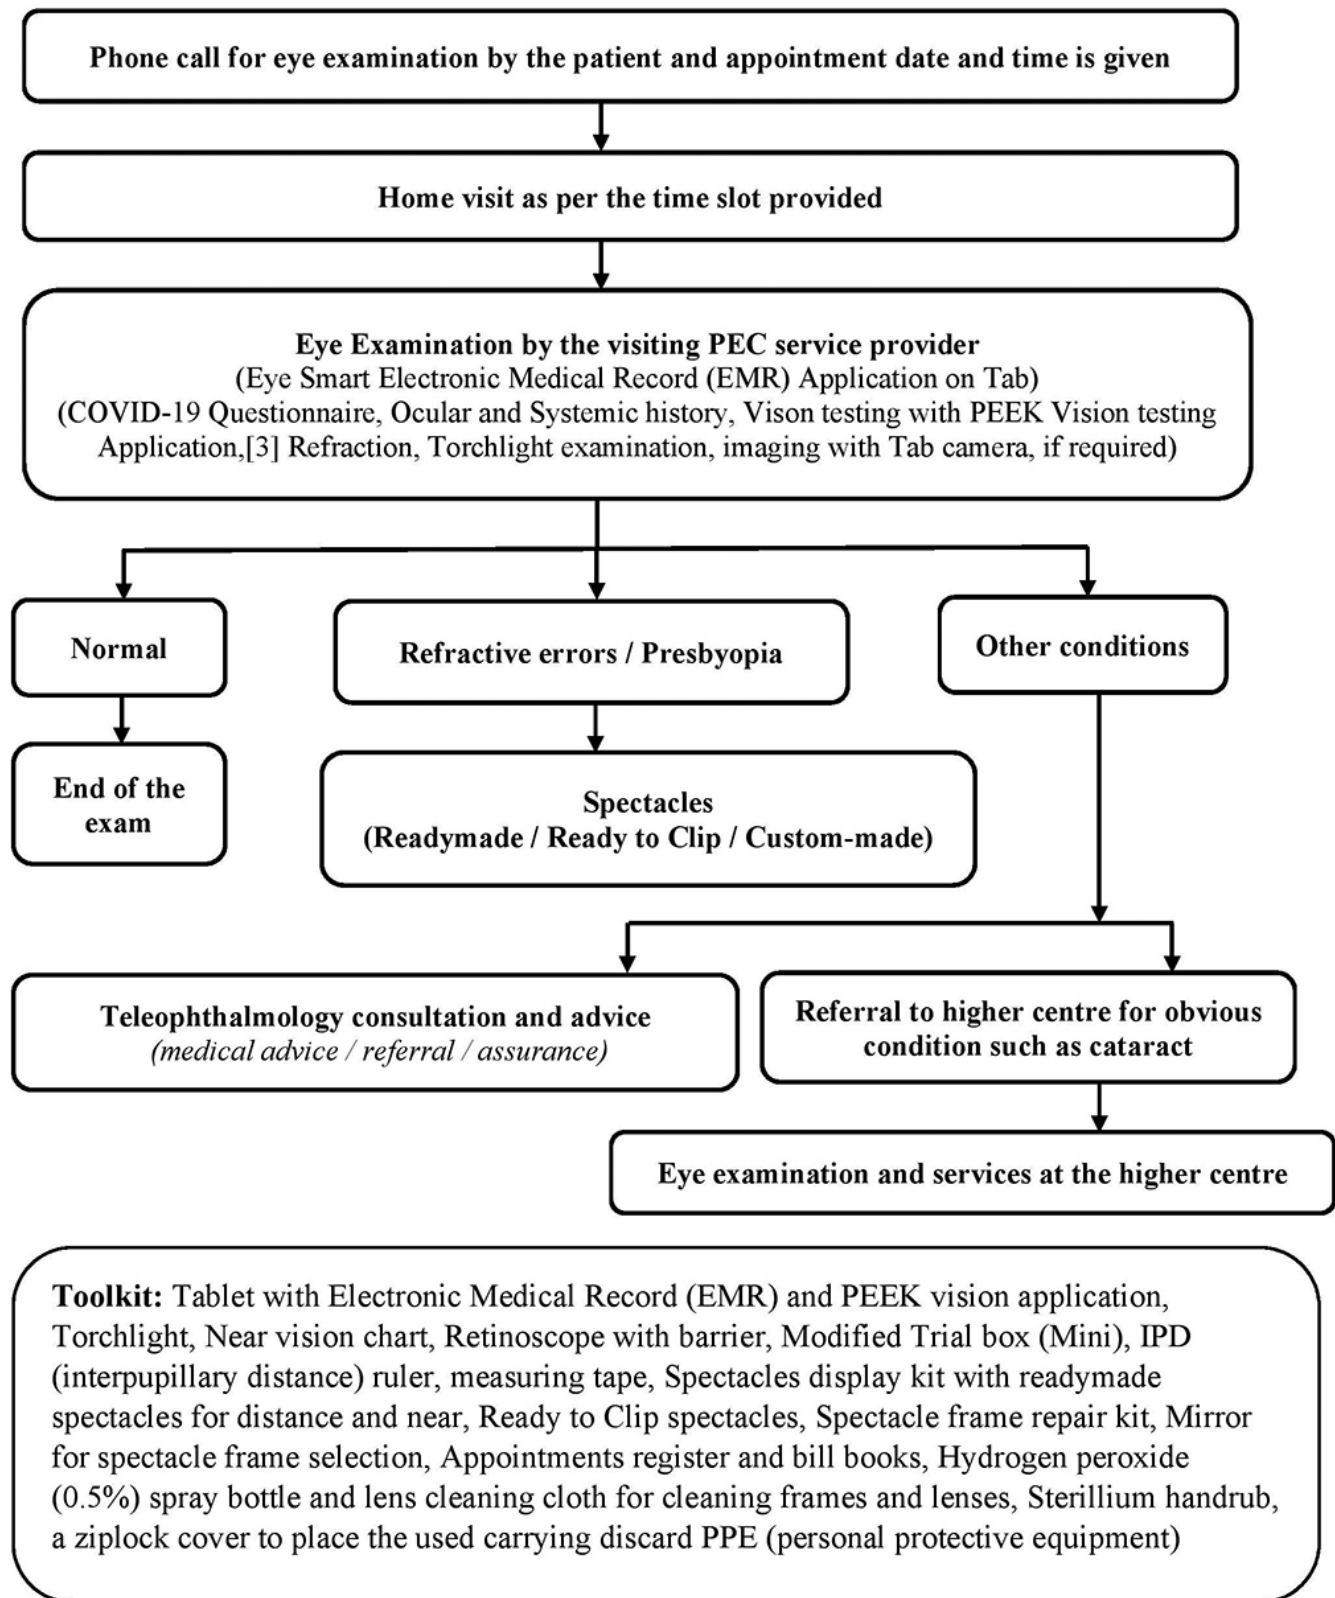 Phone call for eye examination by the patient and appointment date and time is given
Home visit as per the time slot provided
Eye Examination by the visiting PEC service provider
(Eye Smart Electronic Medical Record (EMR) Application on Tab)
(COVID-19 Questionnaire, Ocular and Systemic history, Vison testing with PEEK Vision testing
Application,[3] Refraction, Torchlight examination, imaging with Tab camera, if required)
Normal
Refractive errors / Presbyopia
Other conditions
End of the
exam
Spectacles
(Readymade / Ready to Clip / Custom-made)
Teleophthalmology consultation and advice
(medical advice / referral / assurance)
Referral to higher centre for obvious
condition such as cataract
Eye examination and services at the higher centre
Toolkit: Tablet with Electronic Medical Record (EMR) and PEEK vision application,
Torchlight, Near vision chart, Retinoscope with barrier, Modified Trial box (Mini), IPD
(interpupillary distance) ruler, measuring tape, Spectacles display kit with readymade
spectacles for distance and near, Ready to Clip spectacles, Spectacle frame repair kit, Mirror
for spectacle frame selection, Appointments register and bill books, Hydrogen peroxide
(0.5%) spray bottle and lens cleaning cloth for cleaning frames and lenses, Sterillium handrub,
a ziplock cover to place the used carrying discard PPE (personal protective equipment)